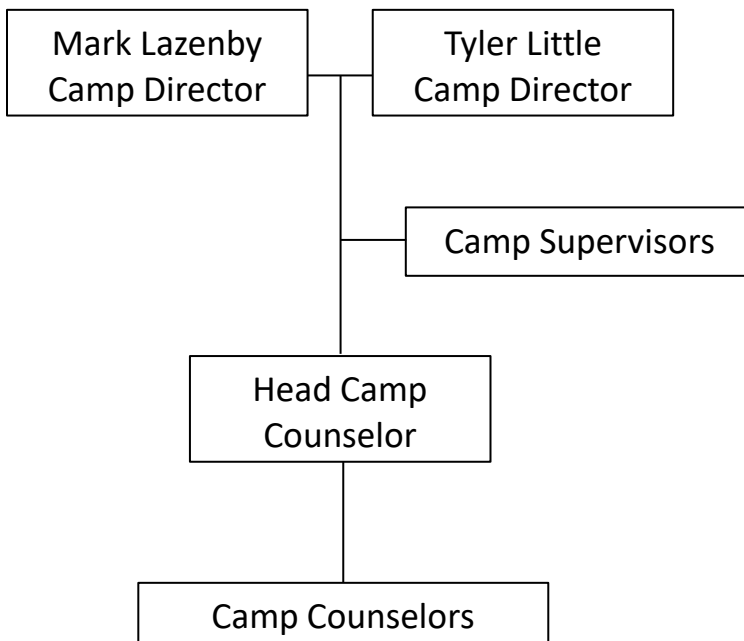 Mark Lazenby
Camp Director
Tyler Little
Camp Director
Camp Supervisors
Head Camp
Counselor
Camp Counselors